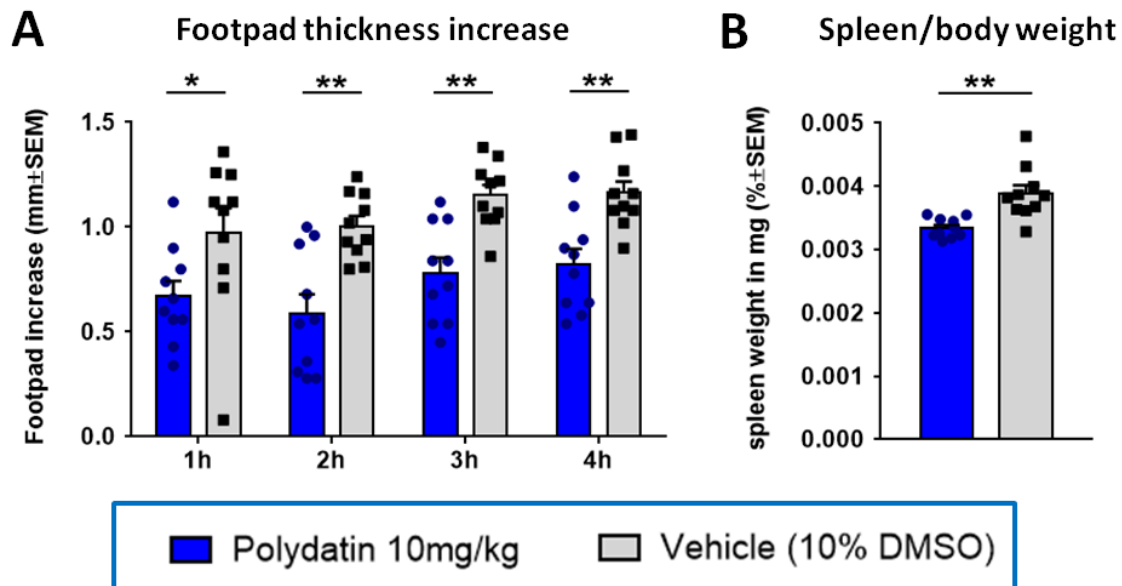 A Footpad thickness increase
* ** ** **
Footpad increase (mm±SEM)
1.5
1.0
0.5
0.0
1h 2h 3h 4h
B Spleen/body weight
**
spleen weight in mg (%±SEM)
0.005
0.004
0.003
0.002
0.001
0.000
Polydatin 10mg/kg Vehicle (10% DMSO)